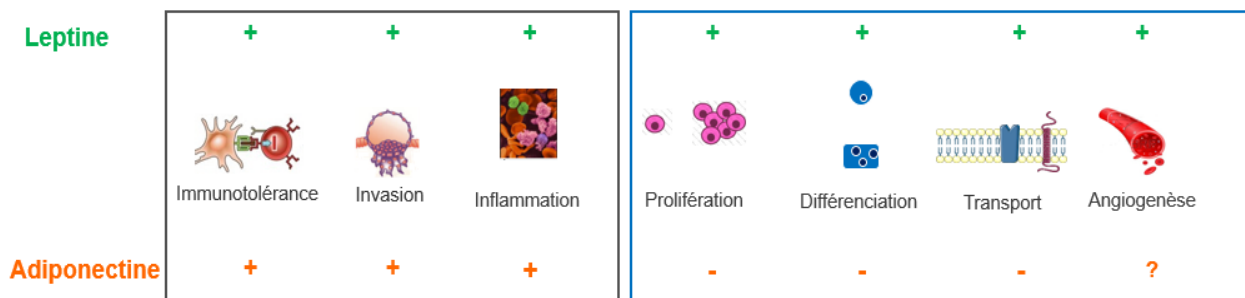 Leptine + + + + + + +
Immunotolérance Invasion Inflammation Prolifération Différenciation Transport Angiogenèse
Adiponectine + + + - - - ?